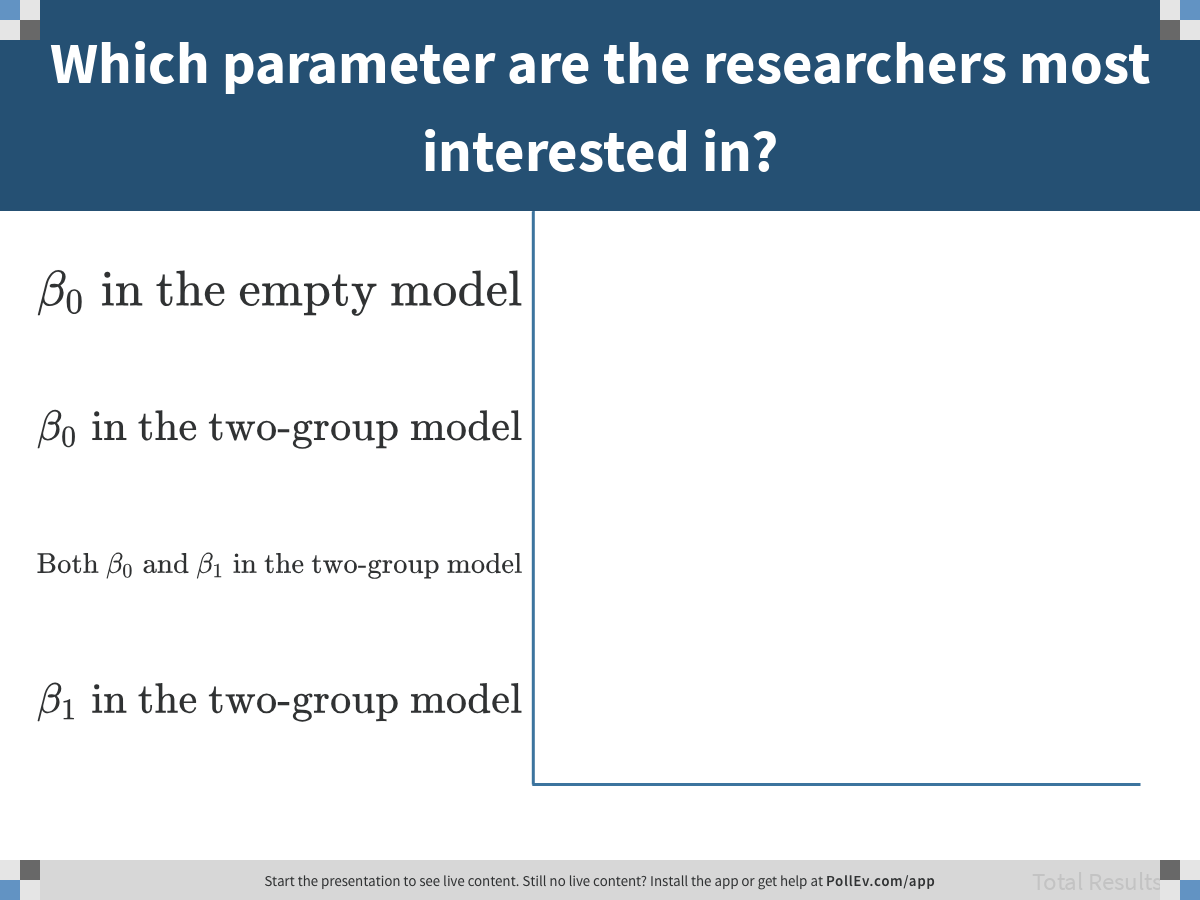 Which parameter are the researchers most
interested in?
β₀ in the empty model
β₀ in the two-group model
Both β₀ and β₁ in the two-group model
β₁ in the two-group model
Start the presentation to see live content. Still no live content? Install the app or get help at PollEv.com/app
Total Results